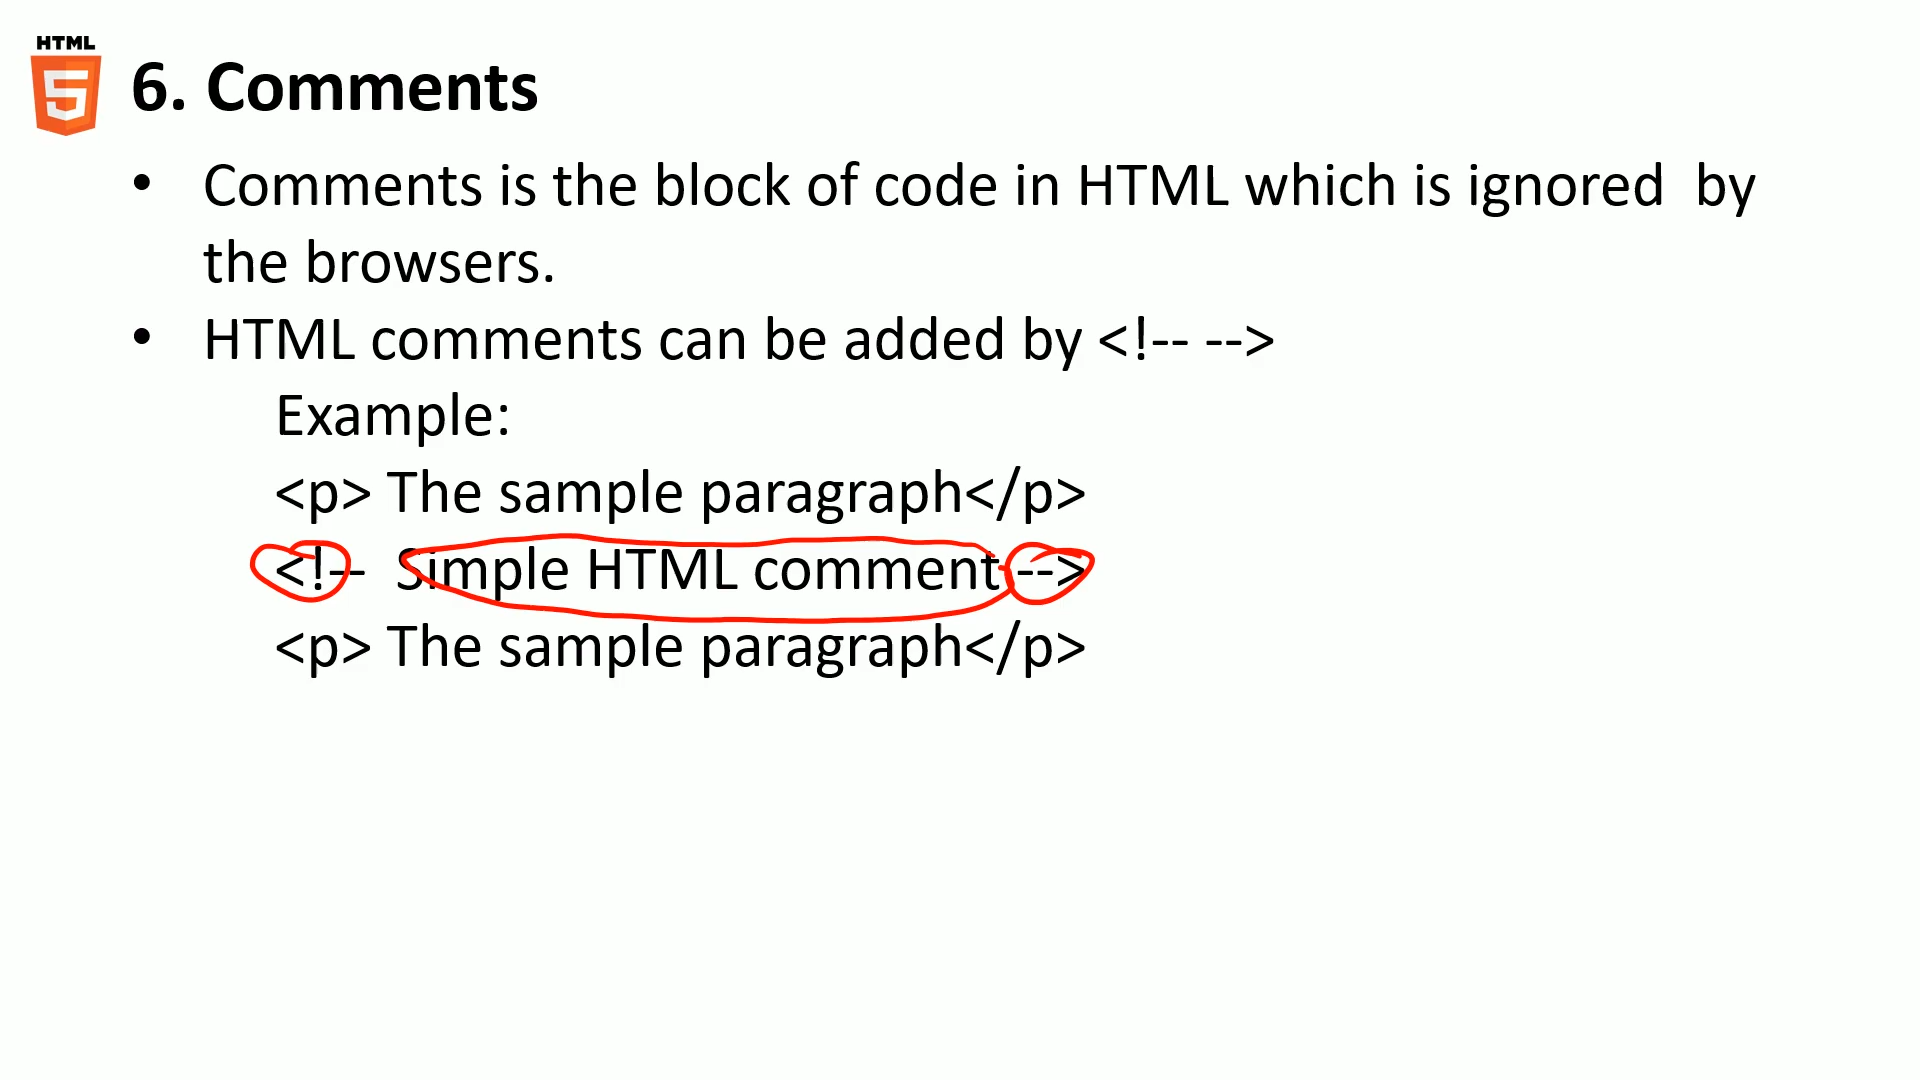 HTML
5
6. Comments
• Comments is the block of code in HTML which is ignored  by
the browsers.
• HTML comments can be added by <!-- -->
Example:
<p> The sample paragraph</p>
<!--  Simple HTML comment -->
<p> The sample paragraph</p>